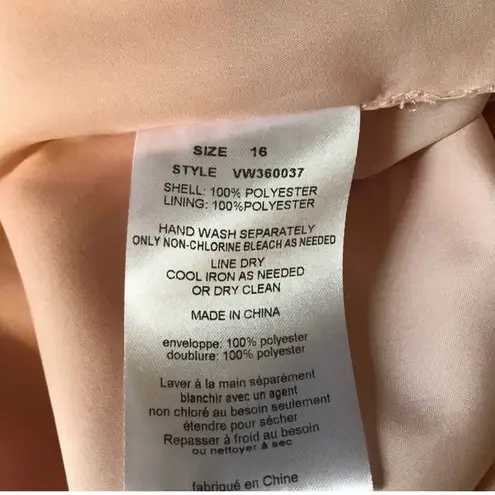 SIZE 16
STYLE VW360037
SHELL: 100% POLYESTER
LINING: 100%POLYESTER
HAND WASH SEPARATELY
ONLY NON-CHLORINE BLEACH AS NEEDED
LINE DRY
COOL IRON AS NEEDED
OR DRY CLEAN
MADE IN CHINA
enveloppe: 100% polyester
doublure: 100% polyester
Laver à la main séparément
blanchir avec un agent
non chloré au besoin seulement
étendre pour sécher
Repasser à froid au besoin
ou nettoyer à sec
fabriqué en Chine